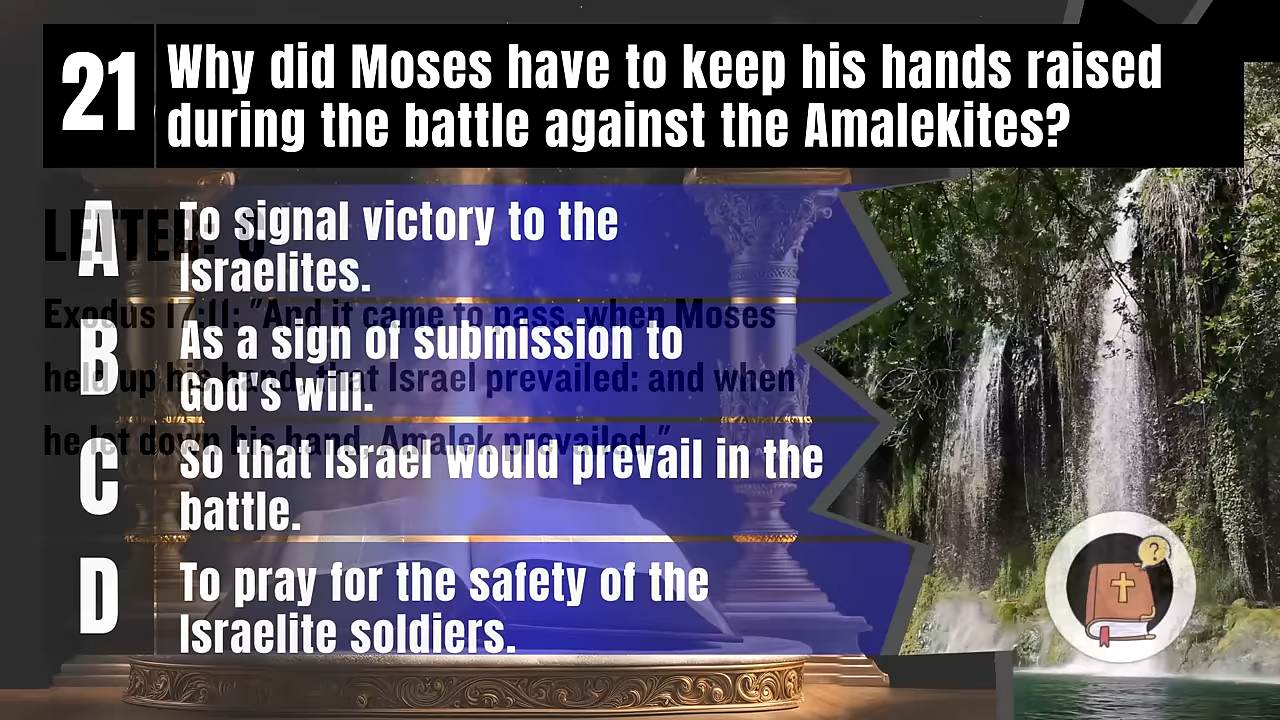 21
Why did Moses have to keep his hands raised
during the battle against the Amalekites?
A
To signal victory to the
Israelites.
B
As a sign of submission to
God's will.
C
So that Israel would prevail in the
battle.
D
To pray for the safety of the
Israelite soldiers.
LETTER:
Exodus 17:11: "And it came to pass, when Moses
held up his hand, that Israel prevailed: and when
he let down his hand, Amalek prevailed."
?